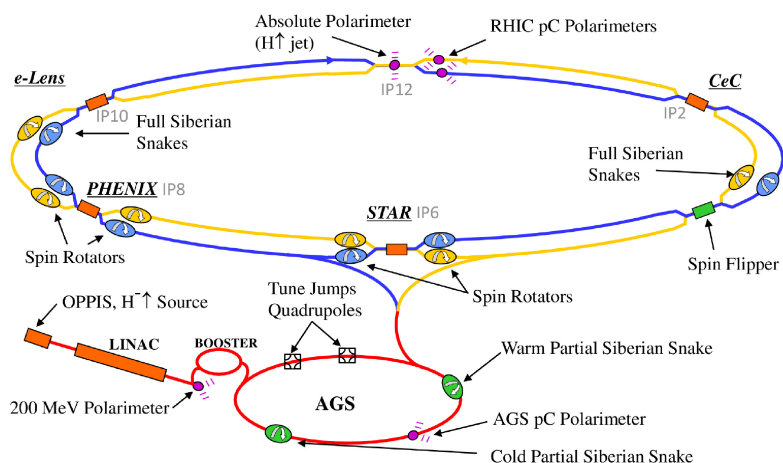 Absolute Polarimeter
(H↑ jet)
RHIC pC Polarimeters
e-Lens
IP12
CeC
IP10
IP2
Full Siberian
Snakes
Full Siberian
Snakes
PHENIX IP8
STAR IP6
Spin Rotators
Spin Flipper
Spin Rotators
OPPIS, H⁻↑ Source
Tune Jumps
Quadrupoles
LINAC
BOOSTER
Warm Partial Siberian Snake
AGS
200 MeV Polarimeter
AGS pC Polarimeter
Cold Partial Siberian Snake